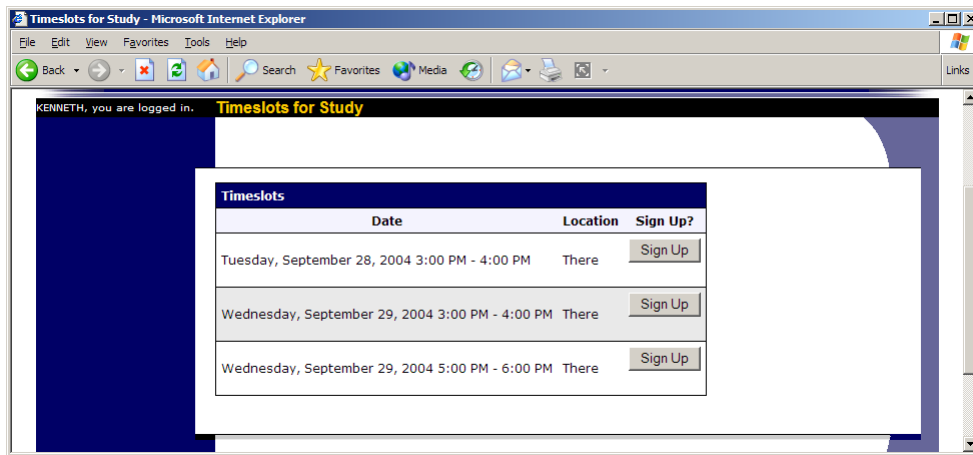 Timeslots for Study - Microsoft Internet Explorer
File Edit View Favorites Tools Help
Back Search Favorites Media Links
KENNETH, you are logged in. Timeslots for Study
Timeslots
Date Location Sign Up?
Tuesday, September 28, 2004 3:00 PM - 4:00 PM There Sign Up
Wednesday, September 29, 2004 3:00 PM - 4:00 PM There Sign Up
Wednesday, September 29, 2004 5:00 PM - 6:00 PM There Sign Up